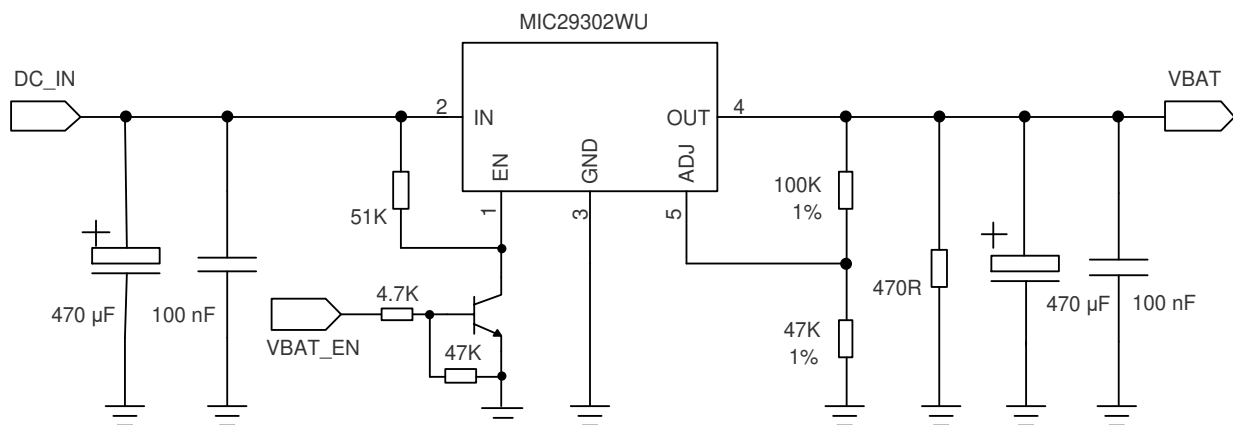 MIC29302WU
DC_IN
VBAT
2
IN
OUT
4
EN
GND
ADJ
1
3
5
51K
100K
1%
470 µF
100 nF
4.7K
VBAT_EN
47K
47K
1%
470R
470 µF
100 nF